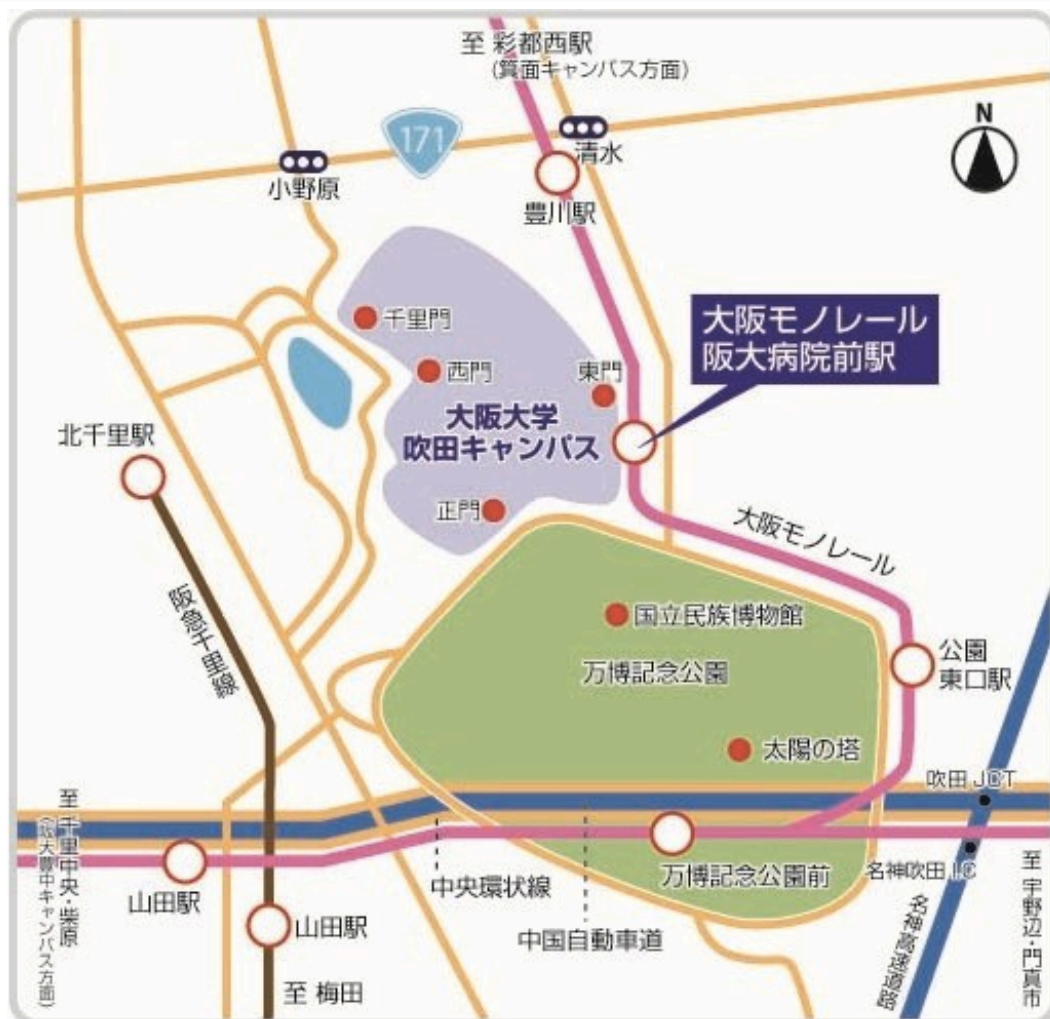 至 彩都西駅
(箕面キャンパス方面)
N
171
清水
小野原
豊川駅
千里門
西門
東門
大阪モノレール
阪大病院前駅
大阪大学
吹田キャンパス
北千里駅
正門
大阪モノレール
阪急千里線
国立民族博物館
万博記念公園
公園
東口駅
太陽の塔
吹田 JCT
至 千里中央・柴原
(阪大豊中キャンパス方面)
山田駅
中央環状線
万博記念公園前
名神吹田 I.C
山田駅
中国自動車道
名神高速道路
至 宇野辺・門真市
至 梅田